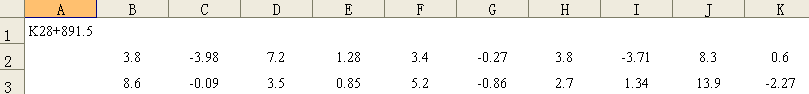 A B C D E F G H I J K
1 K28+891.5
2 3.8 -3.98 7.2 1.28 3.4 -0.27 3.8 -3.71 8.3 0.6
3 8.6 -0.09 3.5 0.85 5.2 -0.86 2.7 1.34 13.9 -2.27